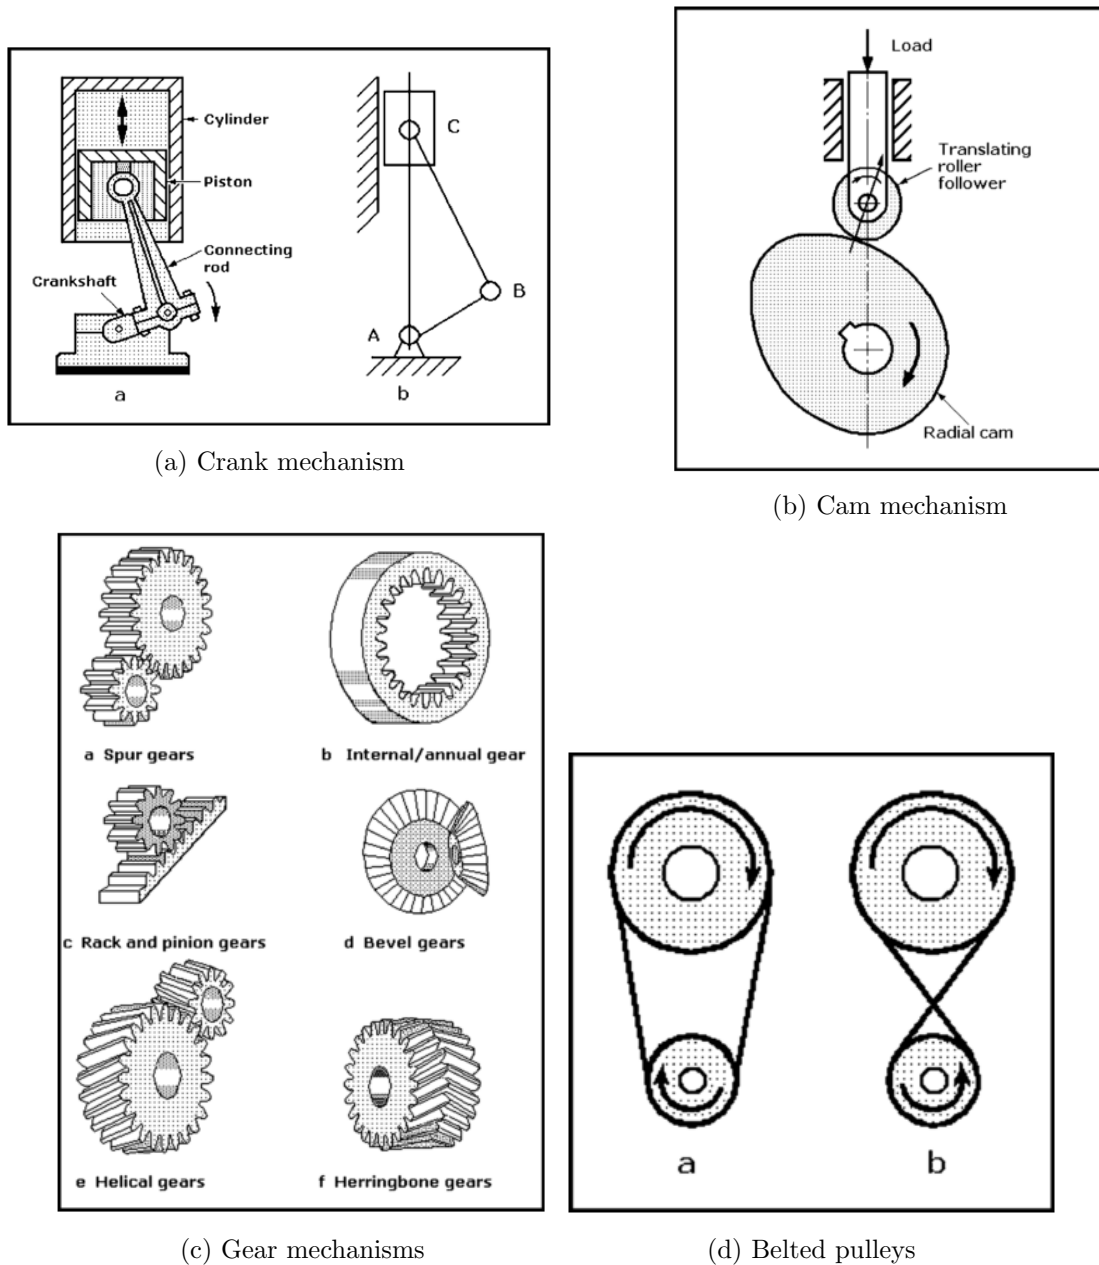 Cylinder
Piston
Connecting
rod
Crankshaft
a
C
B
A
b
(a) Crank mechanism
Load
Translating
roller
follower
Radial cam
(b) Cam mechanism
a Spur gears
b Internal/annual gear
c Rack and pinion gears
d Bevel gears
e Helical gears
f Herringbone gears
(c) Gear mechanisms
a
b
(d) Belted pulleys